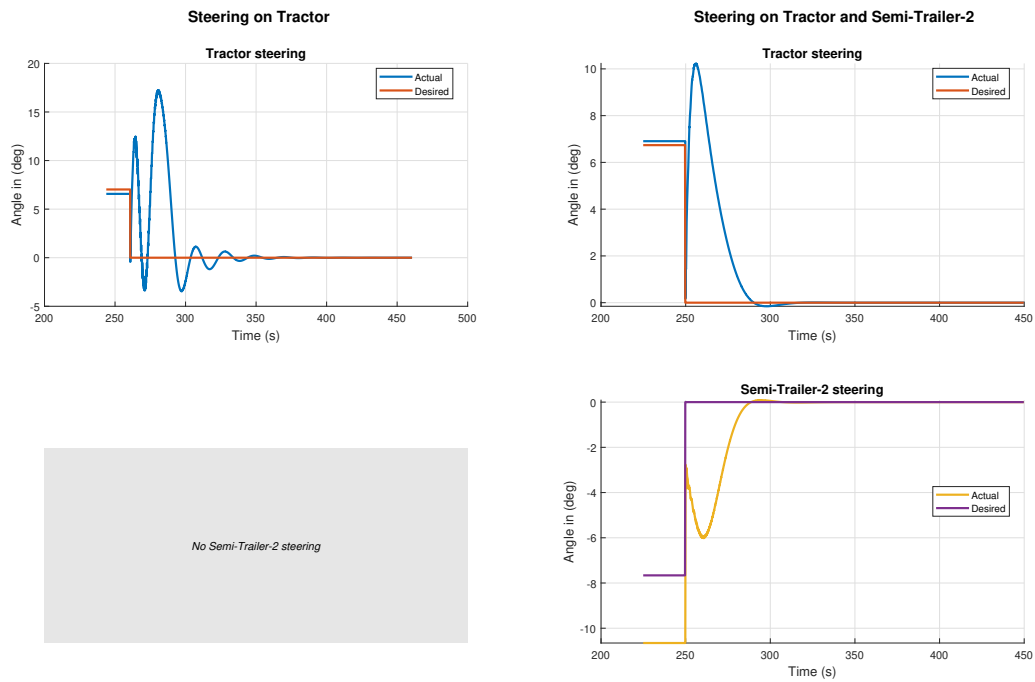 Steering on Tractor
Tractor steering
20
15
10
5
0
-5
Angle in (deg)
200
250
300
350
400
450
500
Time (s)
Actual
Desired
No Semi-Trailer-2 steering
Steering on Tractor and Semi-Trailer-2
Tractor steering
10
8
6
4
2
0
Angle in (deg)
200
250
300
350
400
450
Time (s)
Actual
Desired
Semi-Trailer-2 steering
0
-2
-4
-6
-8
-10
Angle in (deg)
200
250
300
350
400
450
Time (s)
Actual
Desired